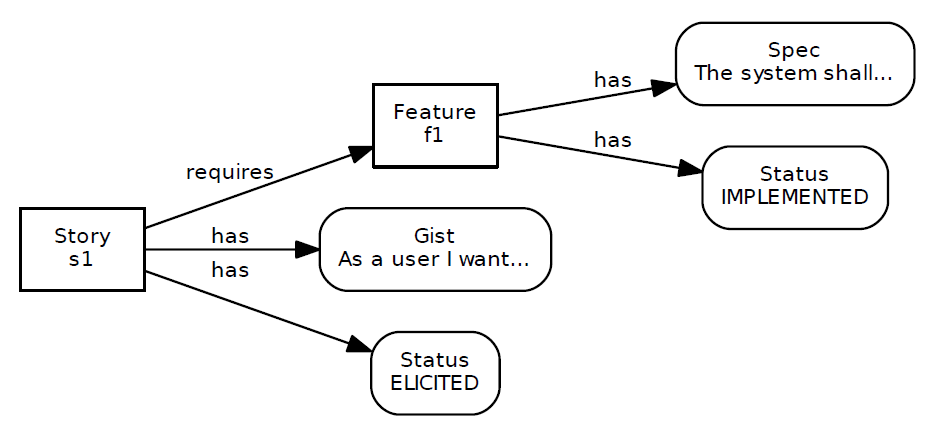 Spec
The system shall...
has
Feature
f1
has
Status
IMPLEMENTED
requires
Story
s1
has
Gist
As a user I want...
has
Status
ELICITED